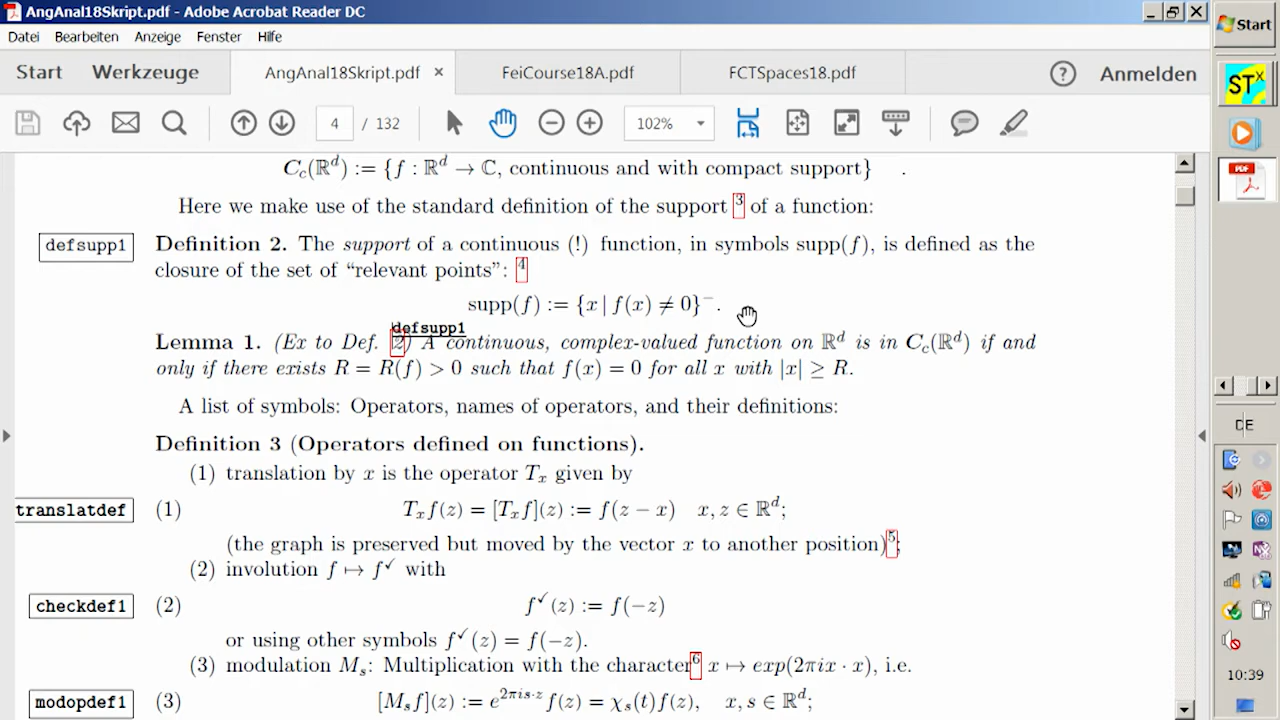 AngAnal18Skript.pdf - Adobe Acrobat Reader DC
Datei Bearbeiten Anzeige Fenster Hilfe
Start Werkzeuge AngAnal18Skript.pdf × FeiCourse18A.pdf FCTSpaces18.pdf ? Anmelden
4 / 132 102%
C_c(ℝ^d) := {f : ℝ^d → ℂ, continuous and with compact support} .
Here we make use of the standard definition of the support 3 of a function:
defsupp1 Definition 2. The support of a continuous (!) function, in symbols supp(f), is defined as the
closure of the set of “relevant points”: 4
supp(f) := {x | f(x) ≠ 0}⁻.
defsupp1
Lemma 1. (Ex to Def. 2) A continuous, complex-valued function on ℝ^d is in C_c(ℝ^d) if and
only if there exists R = R(f) > 0 such that f(x) = 0 for all x with |x| ≥ R.
A list of symbols: Operators, names of operators, and their definitions:
Definition 3 (Operators defined on functions).
(1) translation by x is the operator T_x given by
translatdef (1) T_x f(z) = [T_x f](z) := f(z − x) x, z ∈ ℝ^d;
(the graph is preserved but moved by the vector x to another position) 5;
(2) involution f ↦ f^✓ with
checkdef1 (2) f^✓(z) := f(−z)
or using other symbols f^✓(z) = f(−z).
(3) modulation M_s: Multiplication with the character 6 x ↦ exp(2πix · x), i.e.
modopdef1 (3) [M_s f](z) := e^{2πis·z} f(z) = χ_s(t)f(z), x, s ∈ ℝ^d;
Start
STx
PDF
DE
10:39